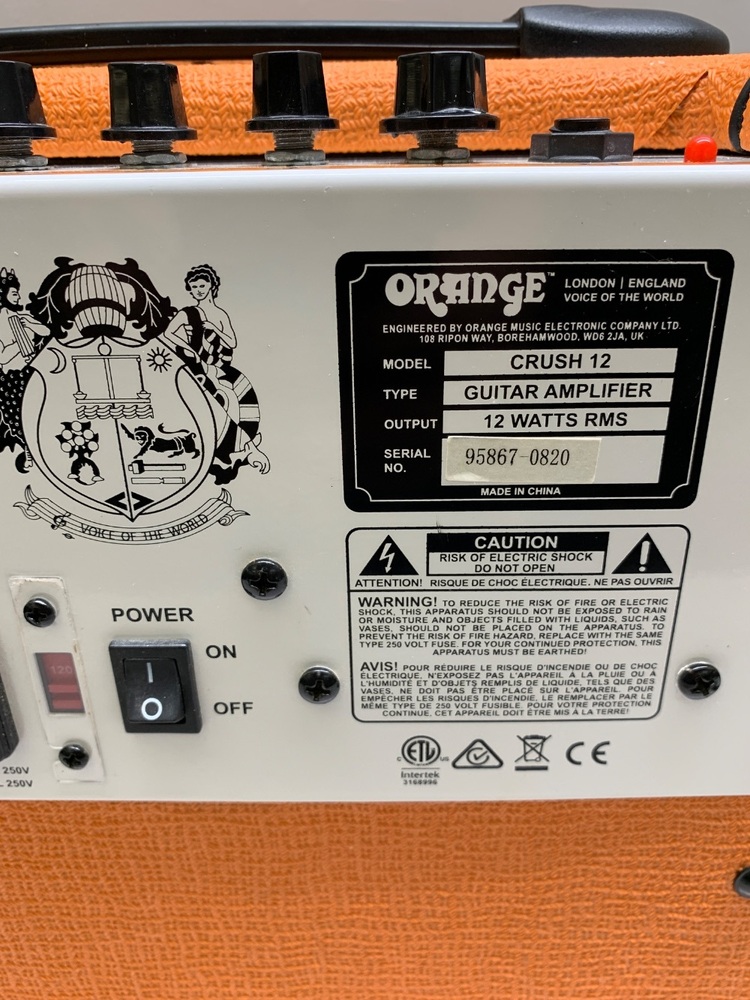 ORANGE™
LONDON | ENGLAND
VOICE OF THE WORLD
ENGINEERED BY ORANGE MUSIC ELECTRONIC COMPANY LTD.
108 RIPON WAY, BOREHAMWOOD, WD6 2JA, UK
MODEL CRUSH 12
TYPE GUITAR AMPLIFIER
OUTPUT 12 WATTS RMS
SERIAL NO. 95867-0820
MADE IN CHINA
VOICE OF THE WORLD
CAUTION
RISK OF ELECTRIC SHOCK
DO NOT OPEN
ATTENTION! RISQUE DE CHOC ÉLECTRIQUE. NE PAS OUVRIR
WARNING! TO REDUCE THE RISK OF FIRE OR ELECTRIC
SHOCK, THIS APPARATUS SHOULD NOT BE EXPOSED TO RAIN
OR MOISTURE AND OBJECTS FILLED WITH LIQUIDS, SUCH AS
VASES, SHOULD NOT BE PLACED ON THE APPARATUS. TO
PREVENT THE RISK OF FIRE HAZARD, REPLACE WITH THE SAME
TYPE 250 VOLT FUSE. FOR YOUR CONTINUED PROTECTION, THIS
APPARATUS MUST BE EARTHED!
AVIS! POUR RÉDUIRE LE RISQUE D'INCENDIE OU DE CHOC
ÉLECTRIQUE, N'EXPOSEZ PAS L'APPAREIL A LA PLUIE OU À
L'HUMIDITÉ ET D'OBJETS REMPLIS DE LIQUIDE, TELS QUE DES
VASES, NE DOIT PAS ÊTRE PLACÉ SUR L'APPAREIL. POUR
EMPÊCHER LES RISQUES D'INCENDIE, LE REMPLACER PAR LE
MÊME TYPE DE 250 VOLT FUSIBLE. POUR VOTRE PROTECTION
CONTINUE. CET APPAREIL DOIT ÊTRE MIS À LA TERRE!
POWER
ON
OFF
120
250V
250V
C ETL US
Intertek
3168996
CE